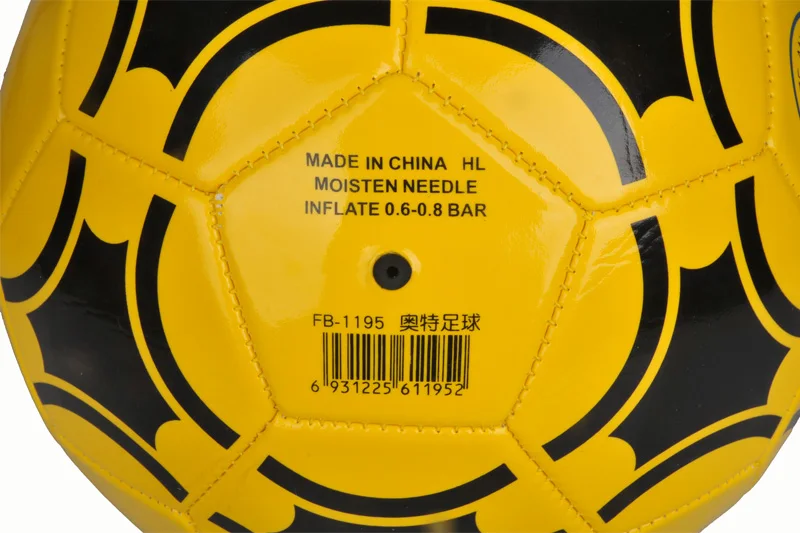 MADE IN CHINA HL
MOISTEN NEEDLE
INFLATE 0.6-0.8 BAR
FB-1195 奥特足球
6 931225 611952